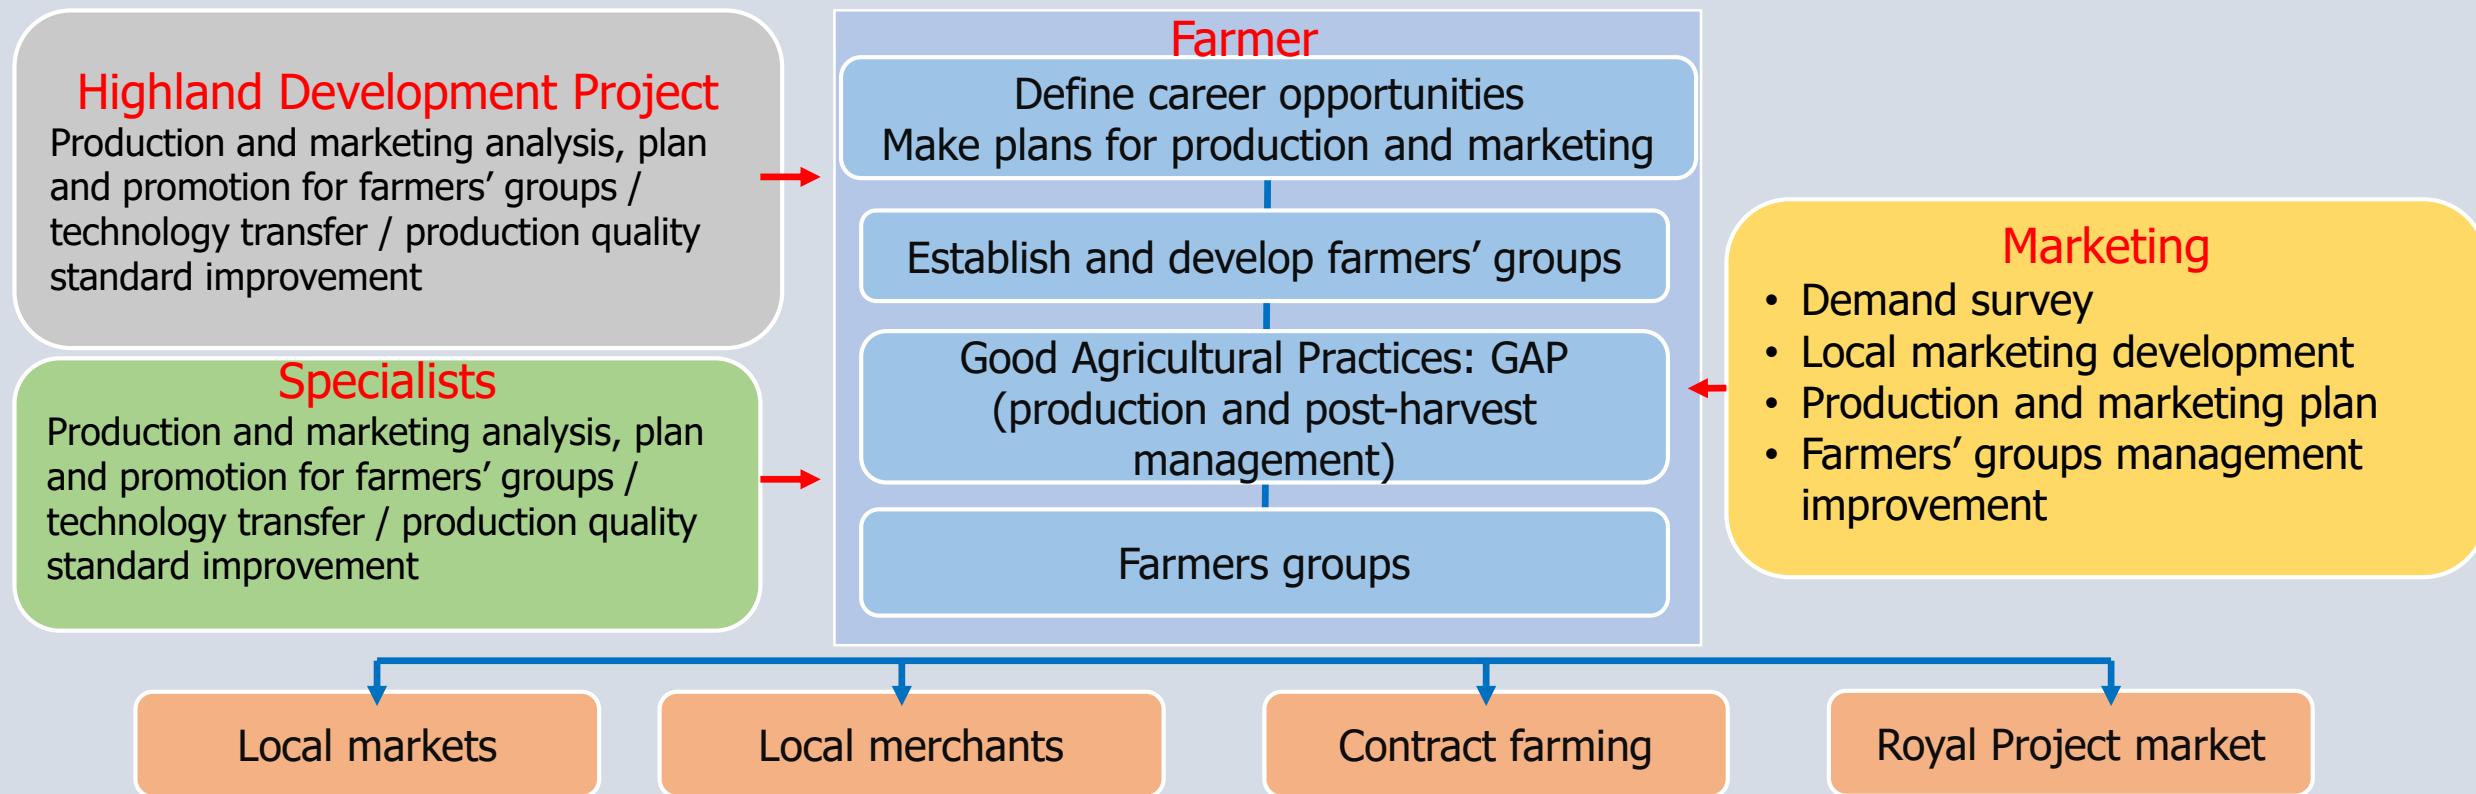 Highland Development Project
Production and marketing analysis, plan
and promotion for farmers’ groups /
technology transfer / production quality
standard improvement
Specialists
Production and marketing analysis, plan
and promotion for farmers’ groups /
technology transfer / production quality
standard improvement
Farmer
Define career opportunities
Make plans for production and marketing
Establish and develop farmers’ groups
Good Agricultural Practices: GAP
(production and post-harvest
management)
Farmers groups
Marketing
• Demand survey
• Local marketing development
• Production and marketing plan
• Farmers’ groups management
improvement
Local markets
Local merchants
Contract farming
Royal Project market